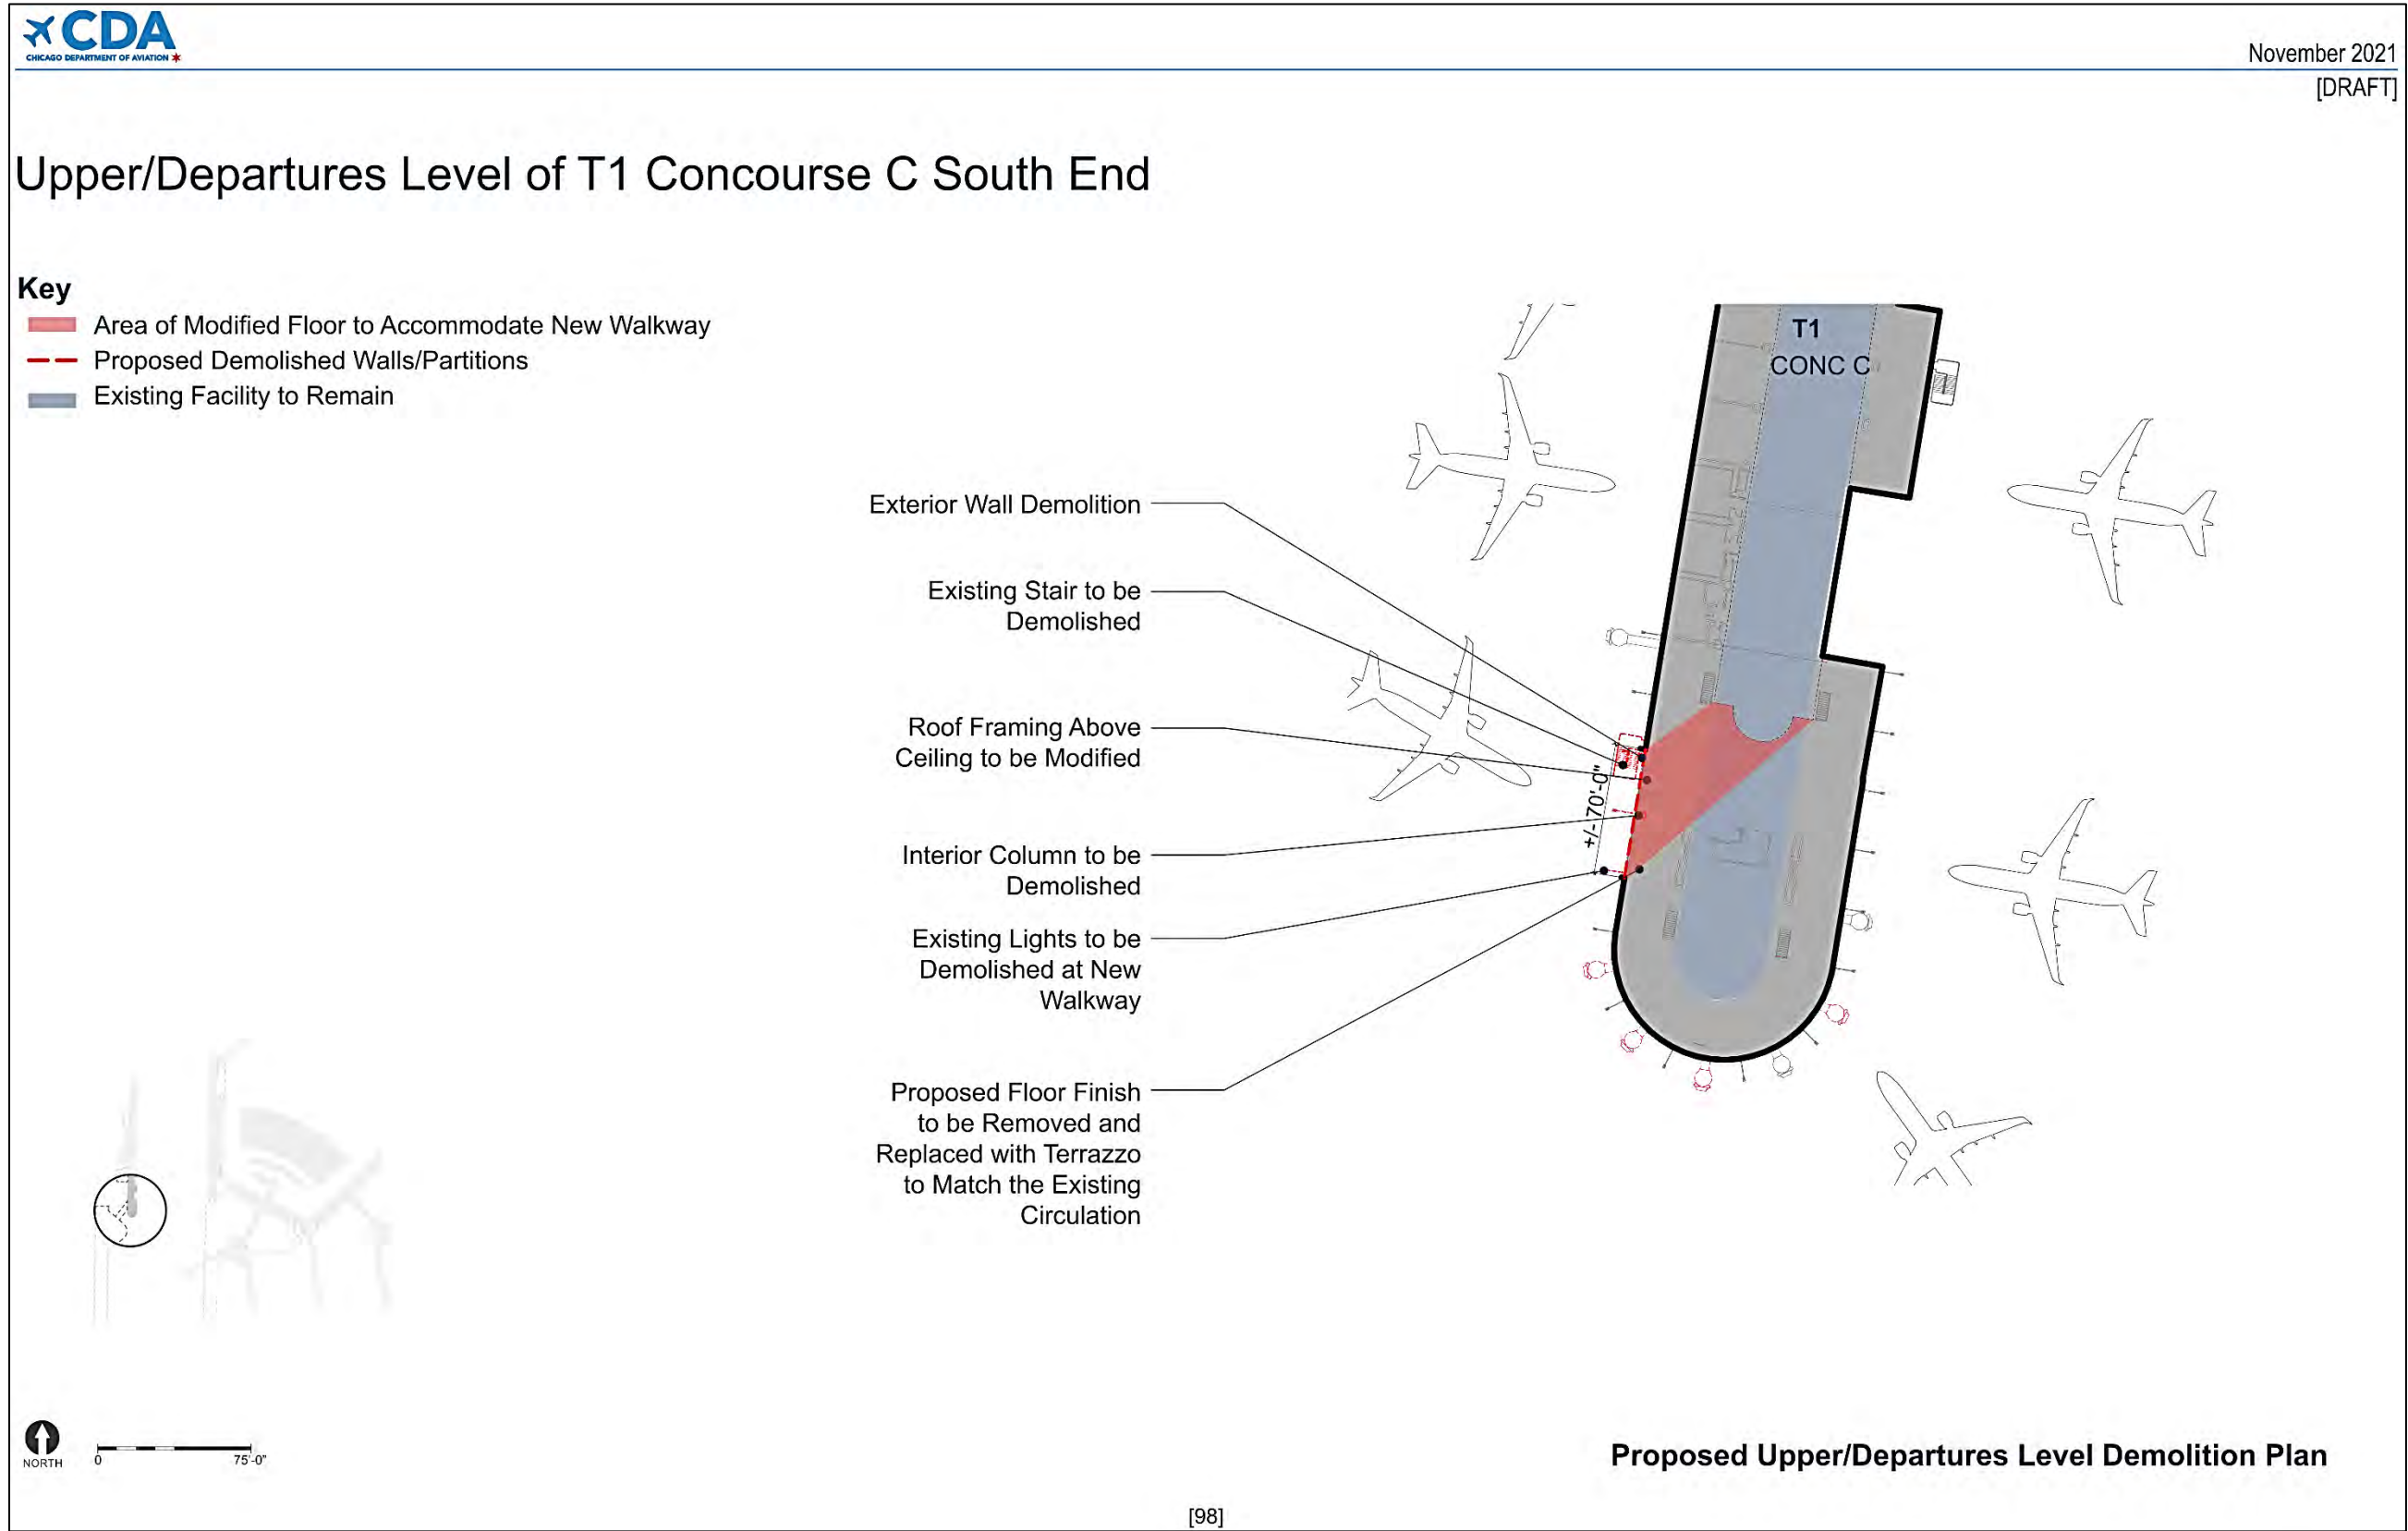 CDA
CHICAGO DEPARTMENT OF AVIATION
November 2021
[DRAFT]
Upper/Departures Level of T1 Concourse C South End
Key
Area of Modified Floor to Accommodate New Walkway
Proposed Demolished Walls/Partitions
Existing Facility to Remain
T1
CONC C
Exterior Wall Demolition
Existing Stair to be
Demolished
Roof Framing Above
Ceiling to be Modified
+/- 70'-0"
Interior Column to be
Demolished
Existing Lights to be
Demolished at New
Walkway
Proposed Floor Finish
to be Removed and
Replaced with Terrazzo
to Match the Existing
Circulation
NORTH
0 75'-0"
Proposed Upper/Departures Level Demolition Plan
[98]